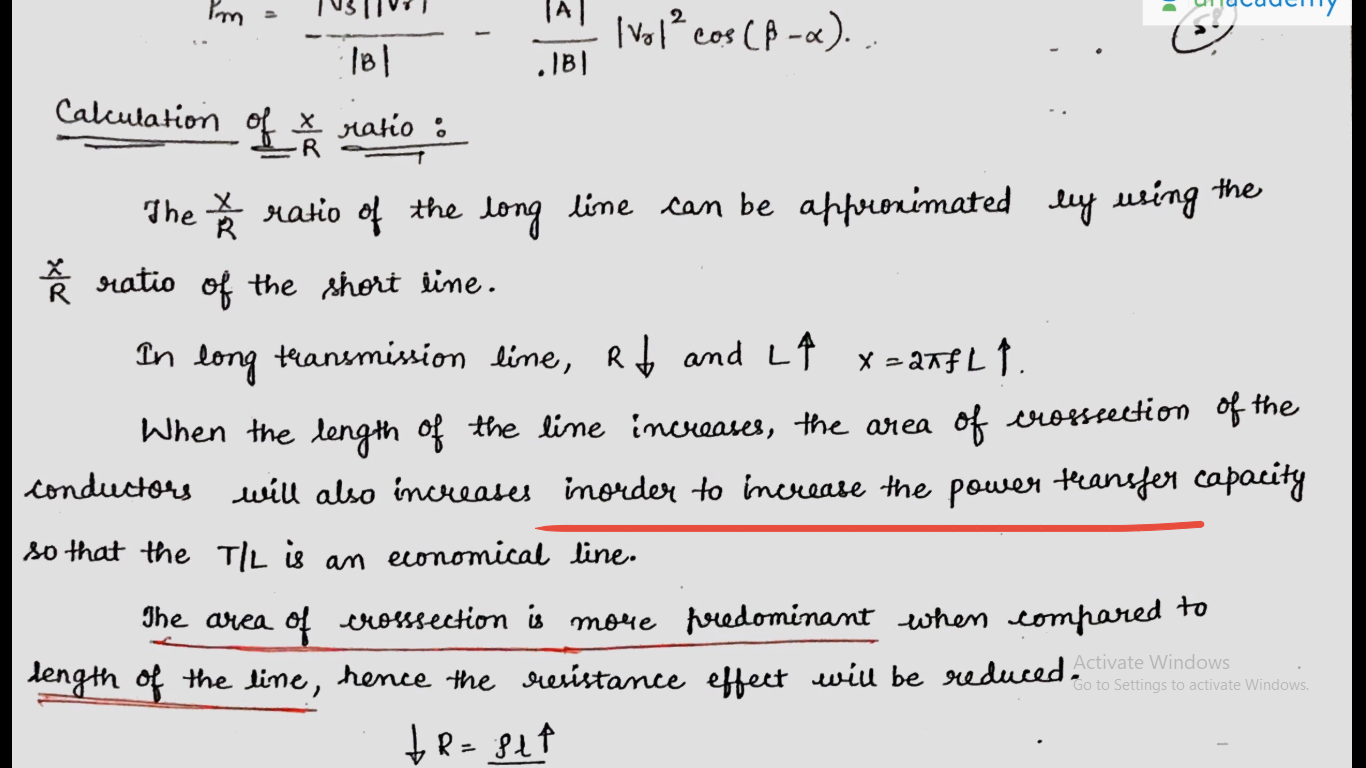 Pm = |Vs||Vr| / |B| - |A| / |B| |Vr|² cos(β-α).
unacademy
Calculation of X/R ratio :
The X/R ratio of the long line can be approximated by using the
X/R ratio of the short line.
In long transmission line, R↓ and L↑ X = 2πfL↑.
When the length of the line increases, the area of crosssection of the
conductors will also increases inorder to increase the power transfer capacity
so that the T/L is an economical line.
The area of crosssection is more predominant when compared to
length of the line, hence the resistance effect will be reduced.
Activate Windows
Go to Settings to activate Windows.
↓R = ρl↑